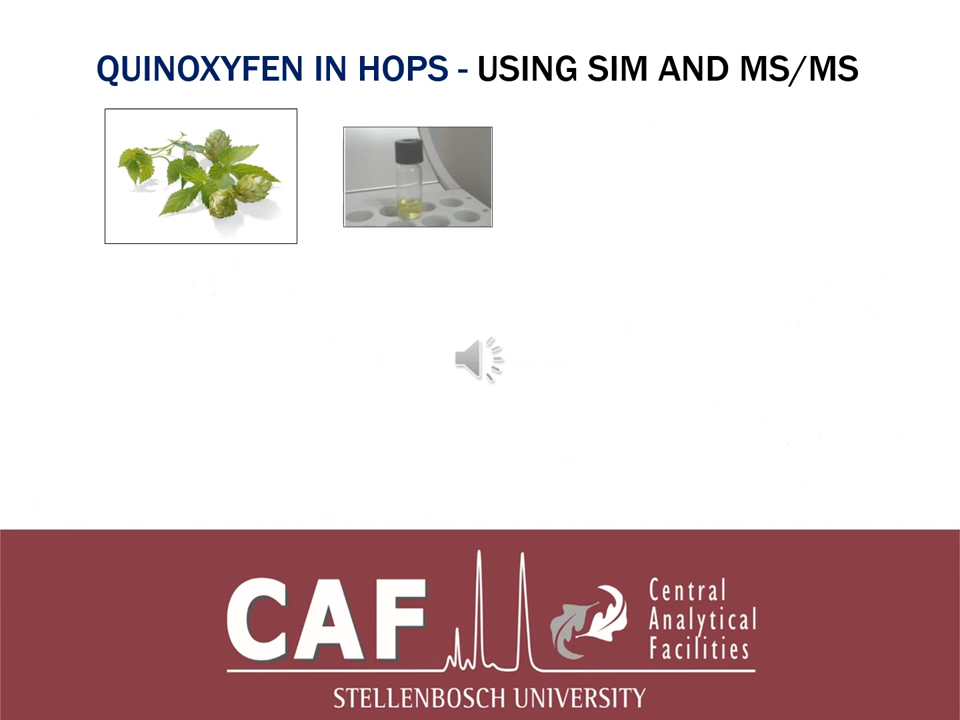 QUINOXYFEN IN HOPS - USING SIM AND MS/MS
CAF
Central
Analytical
Facilities
STELLENBOSCH UNIVERSITY